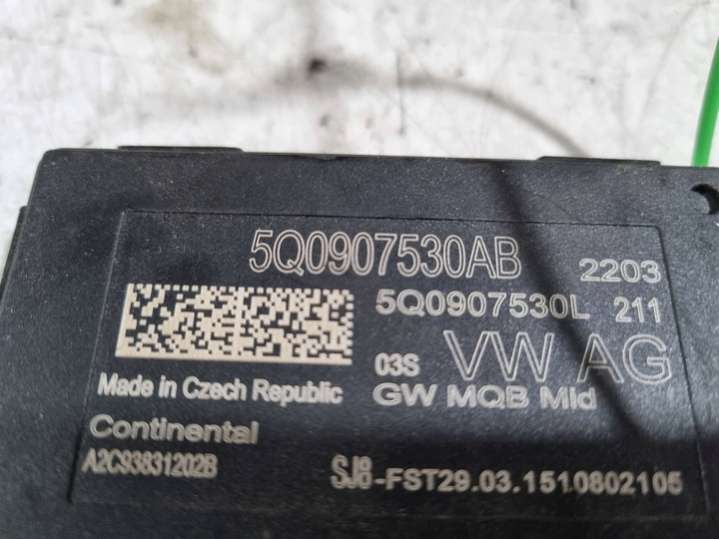 5Q0907530AB 2203
5Q0907530L 211
03S VW AG
Made in Czech Republic GW MQB Mid
Continental
A2C93831202B SJ8-FST29.03.1510802105